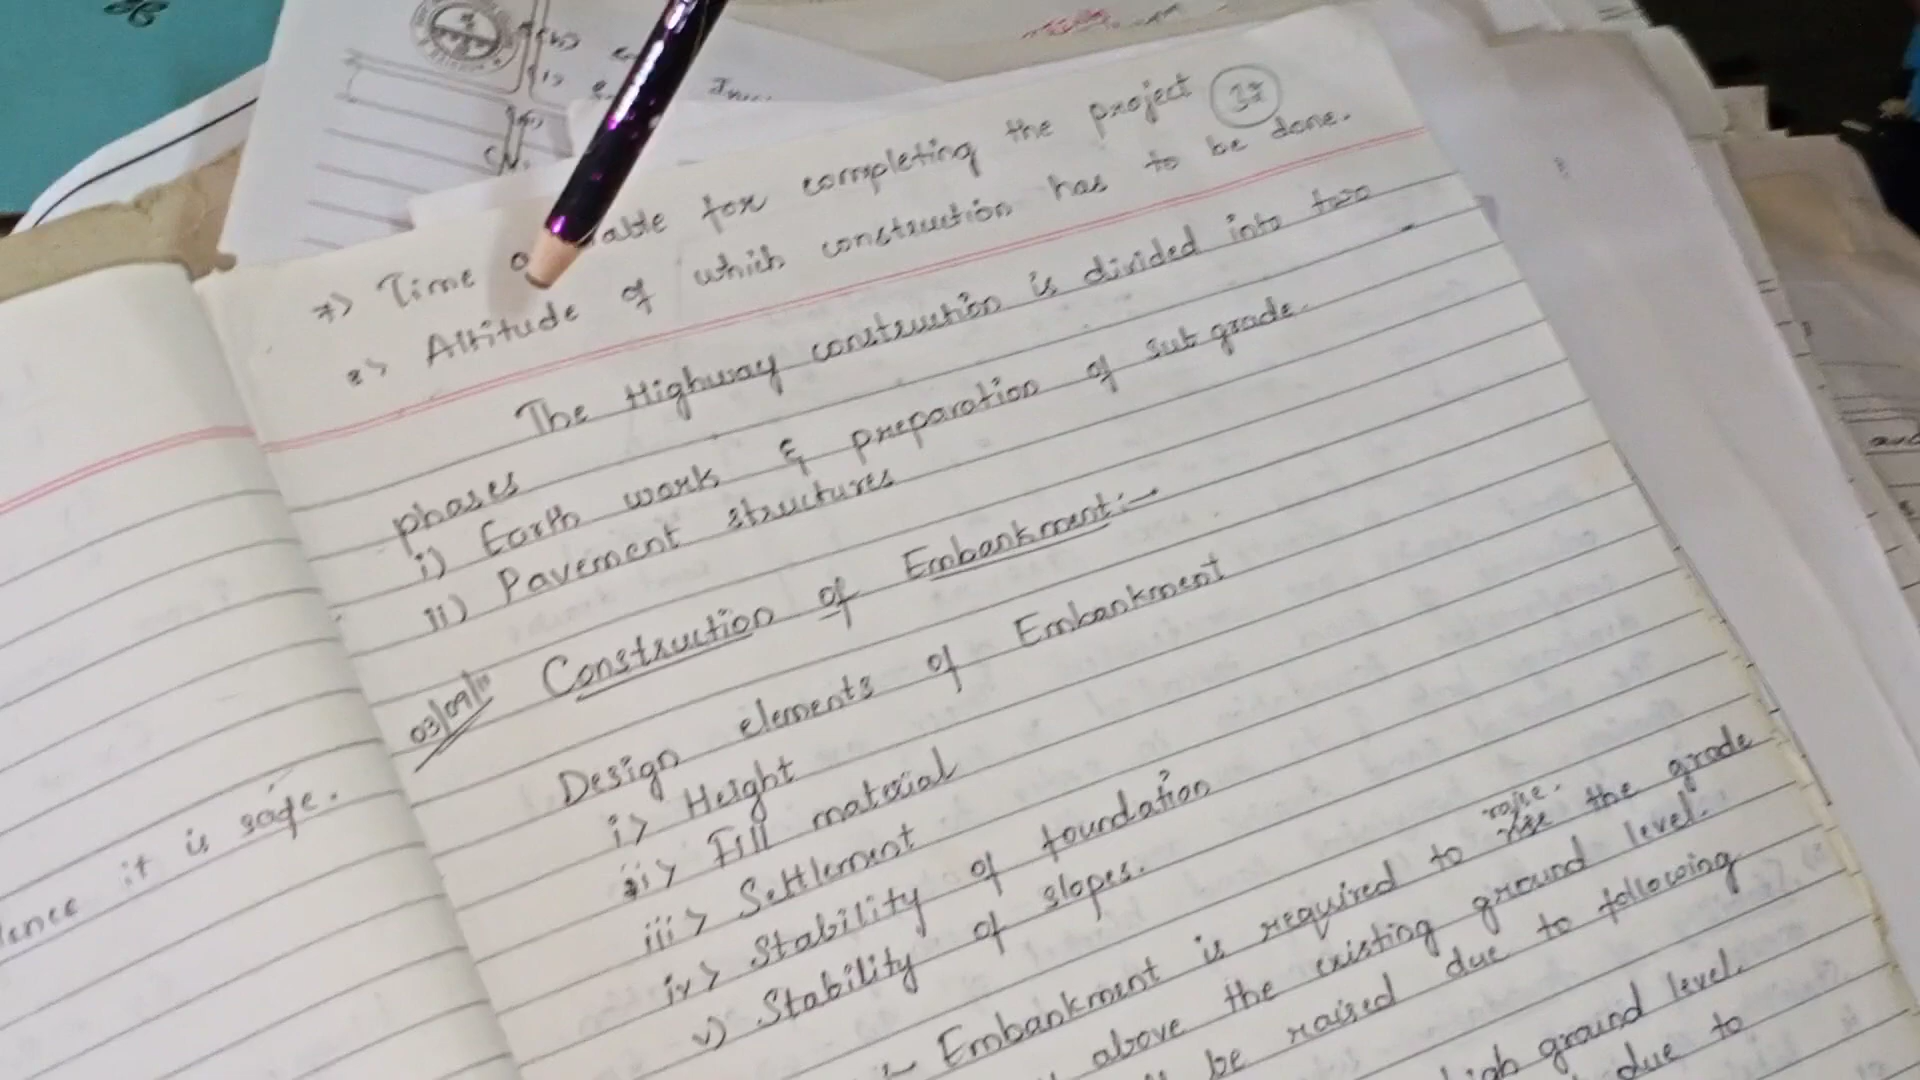 37
7) Time for completing the project
8) Altitude of which construction has to be done.
The Highway construction is divided into two
phases
i) Earth work & preparation of sub grade.
ii) Pavement structures
03/09/
Construction of Embankment:-
Design elements of Embankment
i> Height
ii> Fill material
iii> Settlement
iv> Stability of foundation
v) Stability of slopes.
Embankment is required to raise the grade
above the existing ground level.
be raised due to following
ground level.
due to
it is safe.